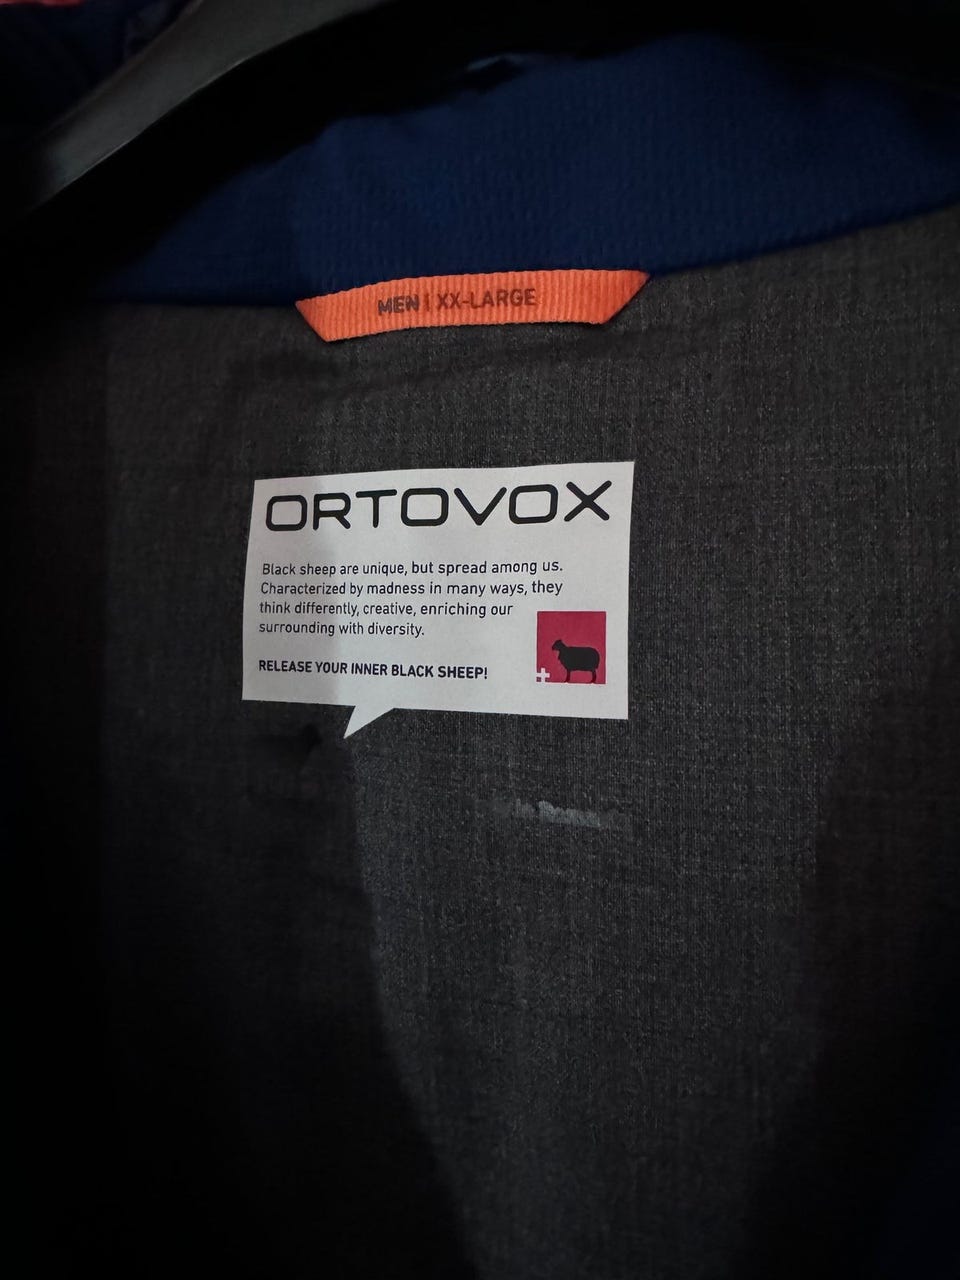 MEN | XX-LARGE
ORTOVOX
Black sheep are unique, but spread among us.
Characterized by madness in many ways, they
think differently, creative, enriching our
surrounding with diversity.
RELEASE YOUR INNER BLACK SHEEP!